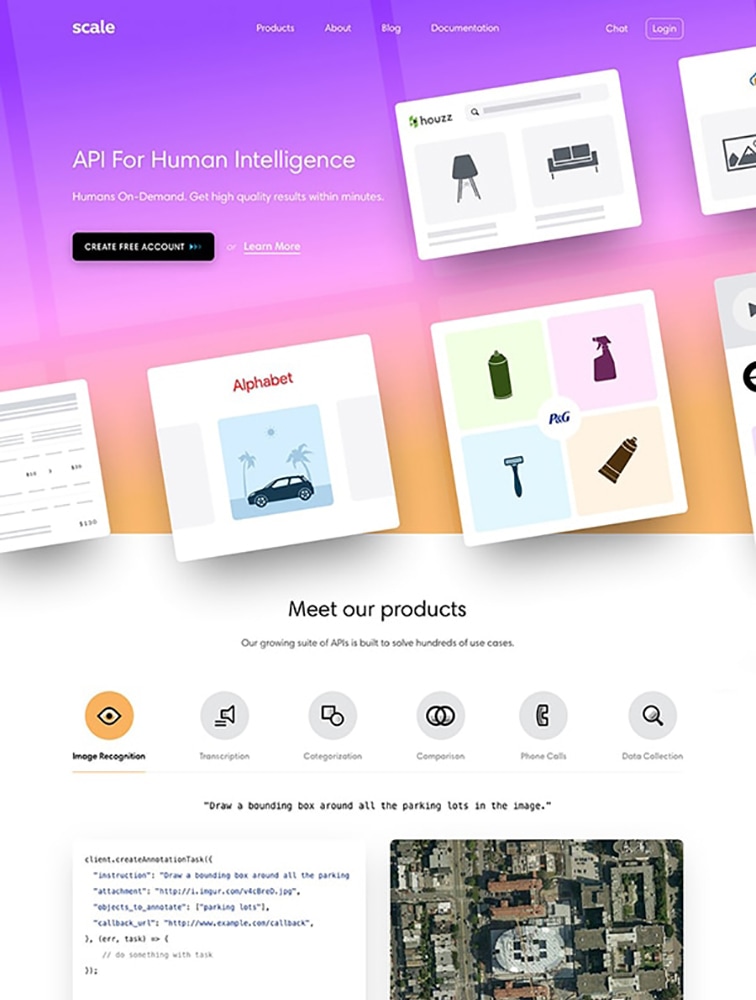 scale
Products
About
Blog
Documentation
Chat
Login
houzz
API For Human Intelligence
Humans On-Demand. Get high quality results within minutes.
CREATE FREE ACCOUNT
or
Learn More
Alphabet
P&G
$10 3 $30
$130
Meet our products
Our growing suite of APIs is built to solve hundreds of use cases.
Image Recognition
Transcription
Categorization
Comparison
Phone Calls
Data Collection
"Draw a bounding box around all the parking lots in the image."
client.createAnnotationTask({
"instruction": "Draw a bounding box around all the parking
"attachment": "http://i.imgur.com/v4cBreD.jpg",
"objects_to_annotate": ["parking lots"],
"callback_url": "http://www.example.com/callback",
}, (err, task) => {
// do something with task
});